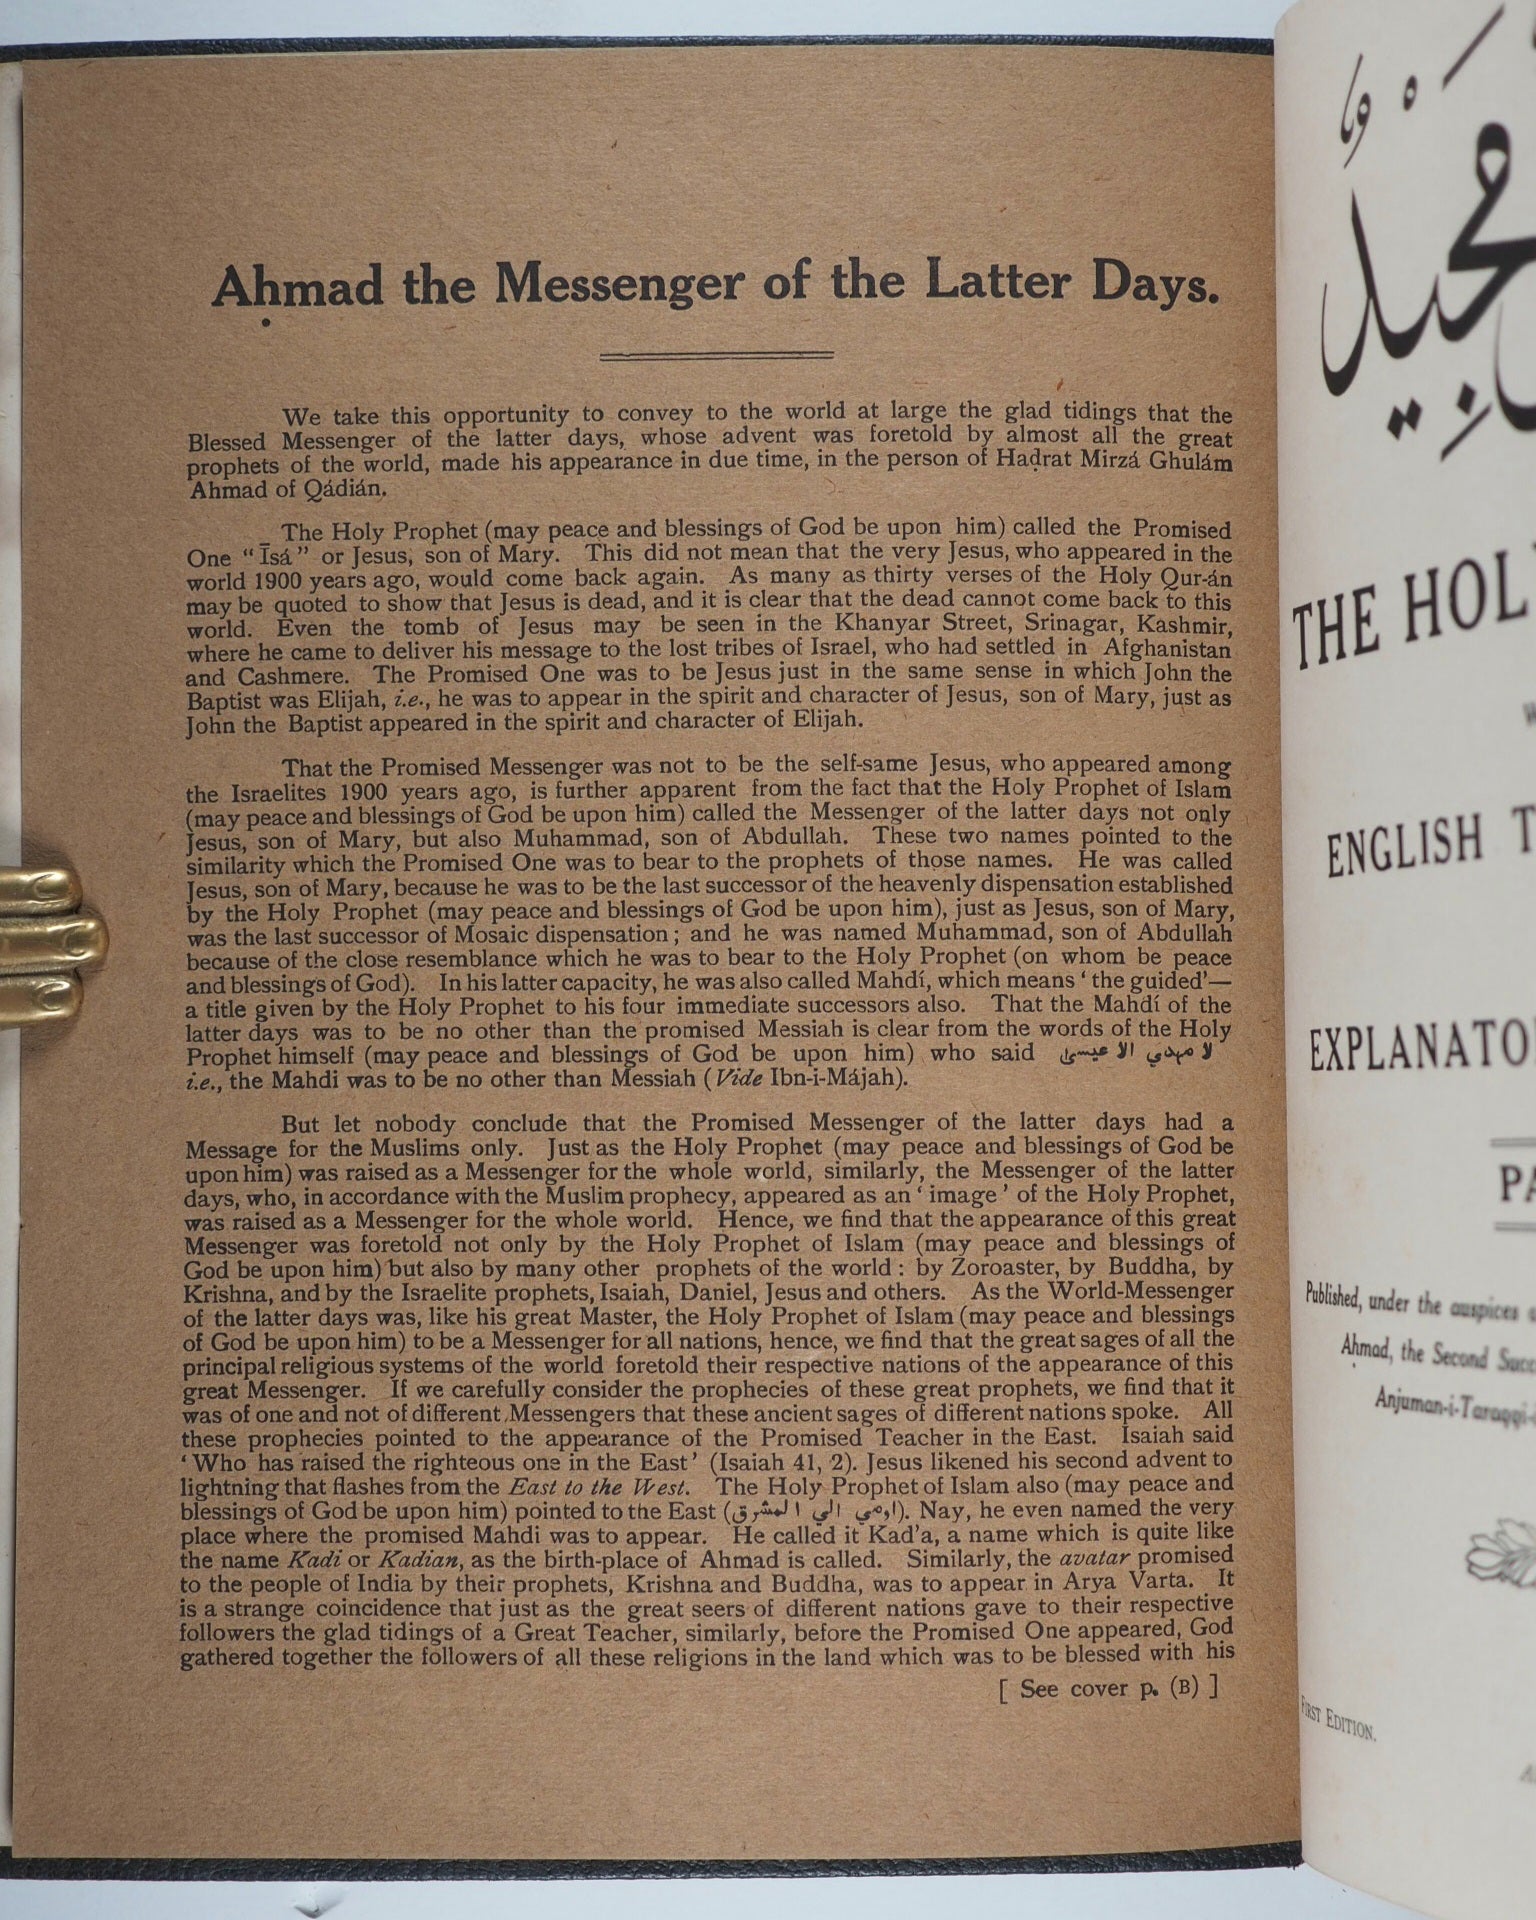 Aḥmad the Messenger of the Latter Days.
We take this opportunity to convey to the world at large the glad tidings that the
Blessed Messenger of the latter days, whose advent was foretold by almost all the great
prophets of the world, made his appearance in due time, in the person of Haḍrat Mirzá Ghulám
Ahmad of Qádián.
The Holy Prophet (may peace and blessings of God be upon him) called the Promised
One “Īsá” or Jesus, son of Mary. This did not mean that the very Jesus, who appeared in the
world 1900 years ago, would come back again. As many as thirty verses of the Holy Qur-án
may be quoted to show that Jesus is dead, and it is clear that the dead cannot come back to this
world. Even the tomb of Jesus may be seen in the Khanyar Street, Srinagar, Kashmir,
where he came to deliver his message to the lost tribes of Israel, who had settled in Afghanistan
and Cashmere. The Promised One was to be Jesus just in the same sense in which John the
Baptist was Elijah, i.e., he was to appear in the spirit and character of Jesus, son of Mary, just as
John the Baptist appeared in the spirit and character of Elijah.
That the Promised Messenger was not to be the self-same Jesus, who appeared among
the Israelites 1900 years ago, is further apparent from the fact that the Holy Prophet of Islam
(may peace and blessings of God be upon him) called the Messenger of the latter days not only
Jesus, son of Mary, but also Muhammad, son of Abdullah. These two names pointed to the
similarity which the Promised One was to bear to the prophets of those names. He was called
Jesus, son of Mary, because he was to be the last successor of the heavenly dispensation established
by the Holy Prophet (may peace and blessings of God be upon him), just as Jesus, son of Mary,
was the last successor of Mosaic dispensation; and he was named Muhammad, son of Abdullah
because of the close resemblance which he was to bear to the Holy Prophet (on whom be peace
and blessings of God). In his latter capacity, he was also called Mahdí, which means ‘the guided’—
a title given by the Holy Prophet to his four immediate successors also. That the Mahdí of the
latter days was to be no other than the promised Messiah is clear from the words of the Holy
Prophet himself (may peace and blessings of God be upon him) who said لا مهدي الا عيسى
i.e., the Mahdi was to be no other than Messiah (Vide Ibn-i-Májah).
But let nobody conclude that the Promised Messenger of the latter days had a
Message for the Muslims only. Just as the Holy Prophet (may peace and blessings of God be
upon him) was raised as a Messenger for the whole world, similarly, the Messenger of the latter
days, who, in accordance with the Muslim prophecy, appeared as an ‘image’ of the Holy Prophet,
was raised as a Messenger for the whole world. Hence, we find that the appearance of this great
Messenger was foretold not only by the Holy Prophet of Islam (may peace and blessings of
God be upon him) but also by many other prophets of the world: by Zoroaster, by Buddha, by
Krishna, and by the Israelite prophets, Isaiah, Daniel, Jesus and others. As the World-Messenger
of the latter days was, like his great Master, the Holy Prophet of Islam (may peace and blessings
of God be upon him) to be a Messenger for all nations, hence, we find that the great sages of all the
principal religious systems of the world foretold their respective nations of the appearance of this
great Messenger. If we carefully consider the prophecies of these great prophets, we find that it
was of one and not of different Messengers that these ancient sages of different nations spoke. All
these prophecies pointed to the appearance of the Promised Teacher in the East. Isaiah said
‘Who has raised the righteous one in the East’ (Isaiah 41, 2). Jesus likened his second advent to
lightning that flashes from the East to the West. The Holy Prophet of Islam also (may peace and
blessings of God be upon him) pointed to the East (اومي الي المشرق). Nay, he even named the very
place where the promised Mahdi was to appear. He called it Kad’a, a name which is quite like
the name Kadi or Kadian, as the birth-place of Ahmad is called. Similarly, the avatar promised
to the people of India by their prophets, Krishna and Buddha, was to appear in Arya Varta. It
is a strange coincidence that just as the great seers of different nations gave to their respective
followers the glad tidings of a Great Teacher, similarly, before the Promised One appeared, God
gathered together the followers of all these religions in the land which was to be blessed with his
[ See cover p. (B) ]
THE HOL
ENGLISH T
EXPLANATO
PA
Published, under the auspices
Aḥmad, the Second Succ
Anjuman-i-Taraqqi-
FIRST EDITION.